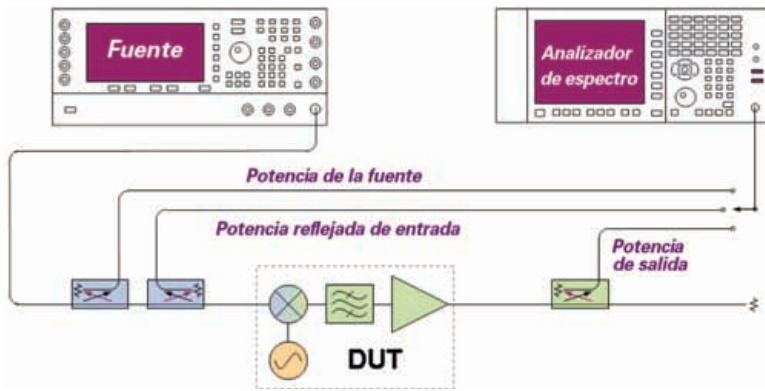 Fuente
Analizador
de espectro
Potencia de la fuente
Potencia reflejada de entrada
Potencia
de salida
DUT